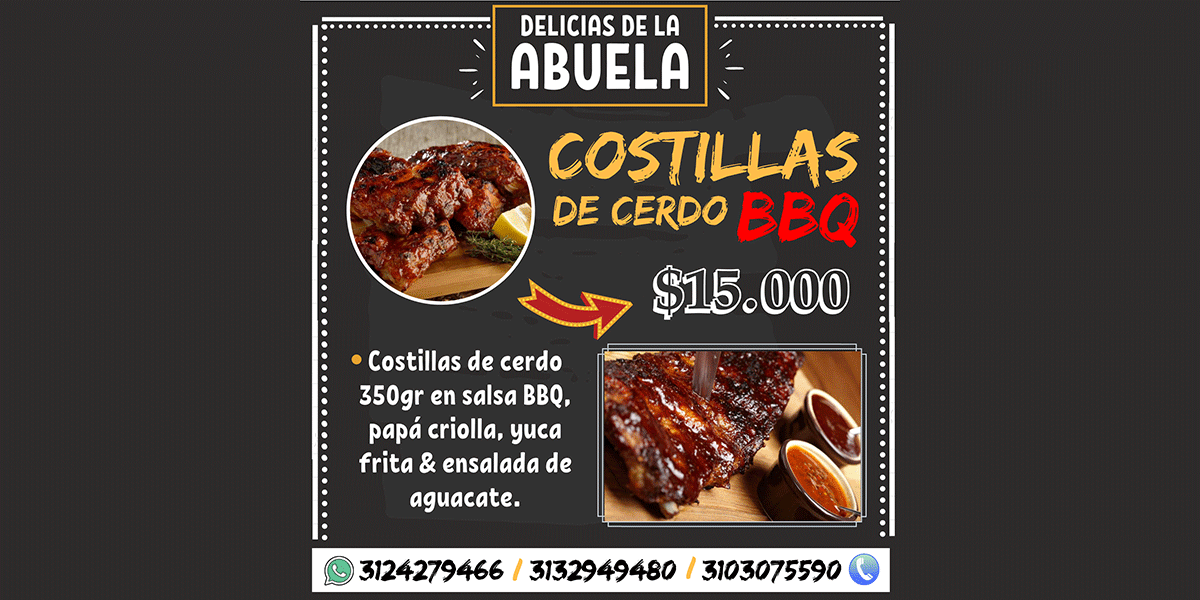 DELICIAS DE LA
ABUELA
COSTILLAS
DE CERDO BBQ
$15.000
• Costillas de cerdo
350gr en salsa BBQ,
papá criolla, yuca
frita & ensalada de
aguacate.
3124279466 / 3132949480 / 3103075590